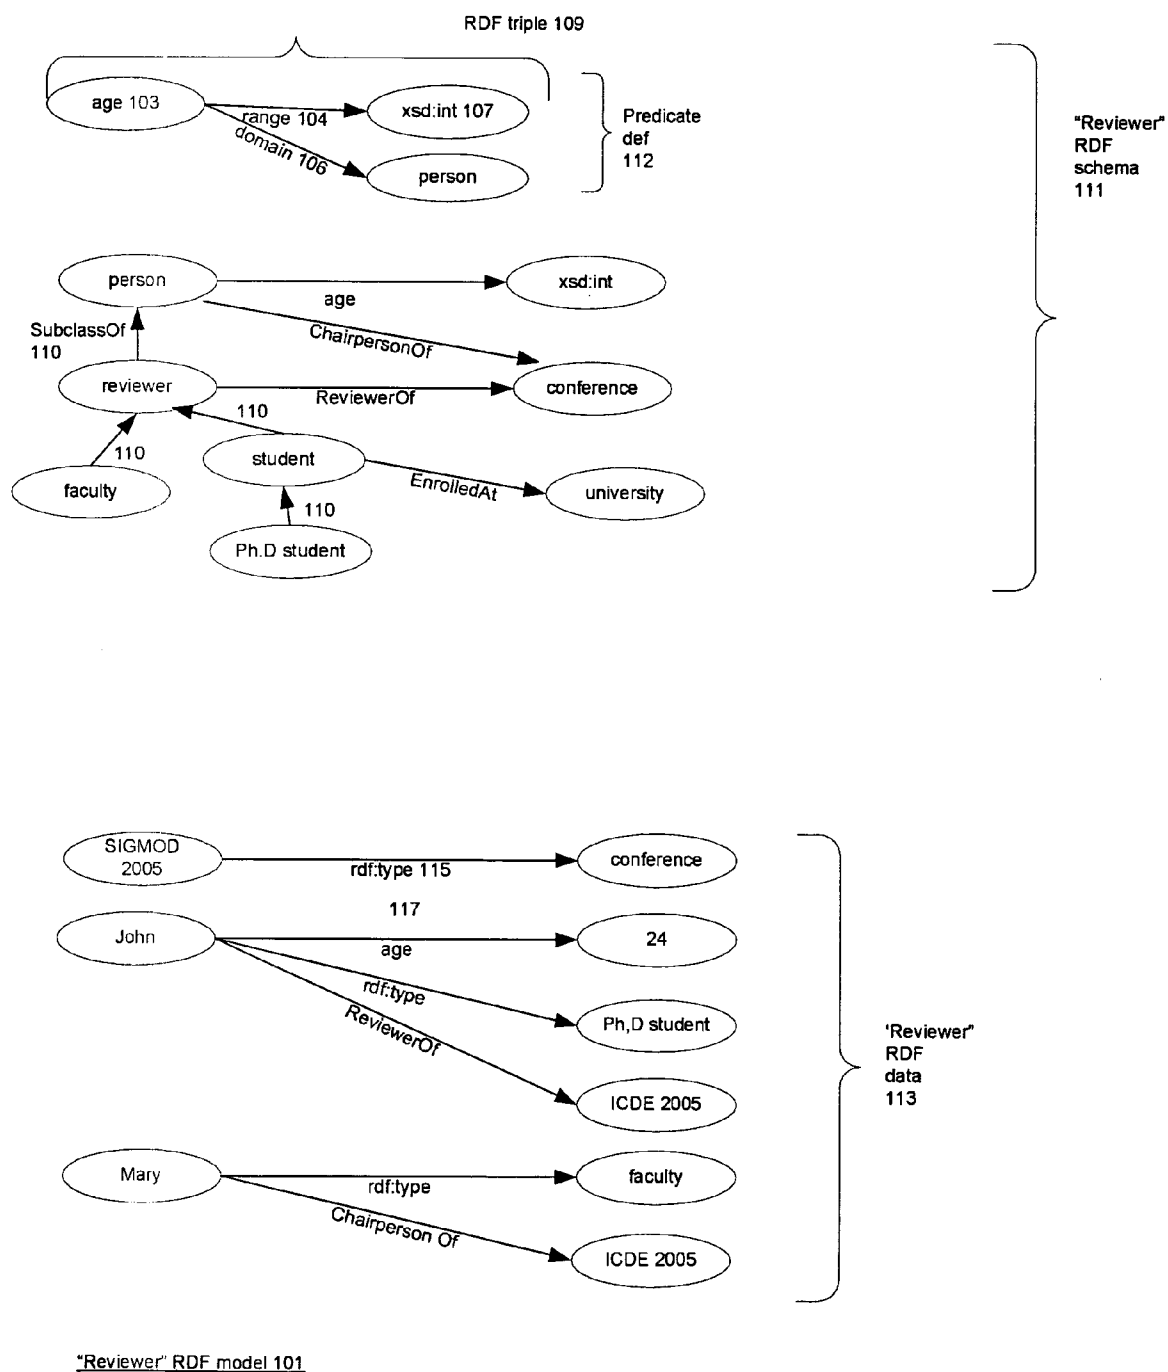 RDF triple 109
age 103
range 104
xsd:int 107
domain 106
person
Predicate
def
112
"Reviewer"
RDF
schema
111
person
age
xsd:int
ChairpersonOf
SubclassOf
110
reviewer
ReviewerOf
conference
110
110
student
faculty
EnrolledAt
university
110
Ph.D student
SIGMOD
2005
rdf:type 115
conference
117
John
age
24
rdf:type
Ph,D student
ReviewerOf
ICDE 2005
'Reviewer"
RDF
data
113
Mary
rdf:type
faculty
Chairperson Of
ICDE 2005
"Reviewer" RDF model 101